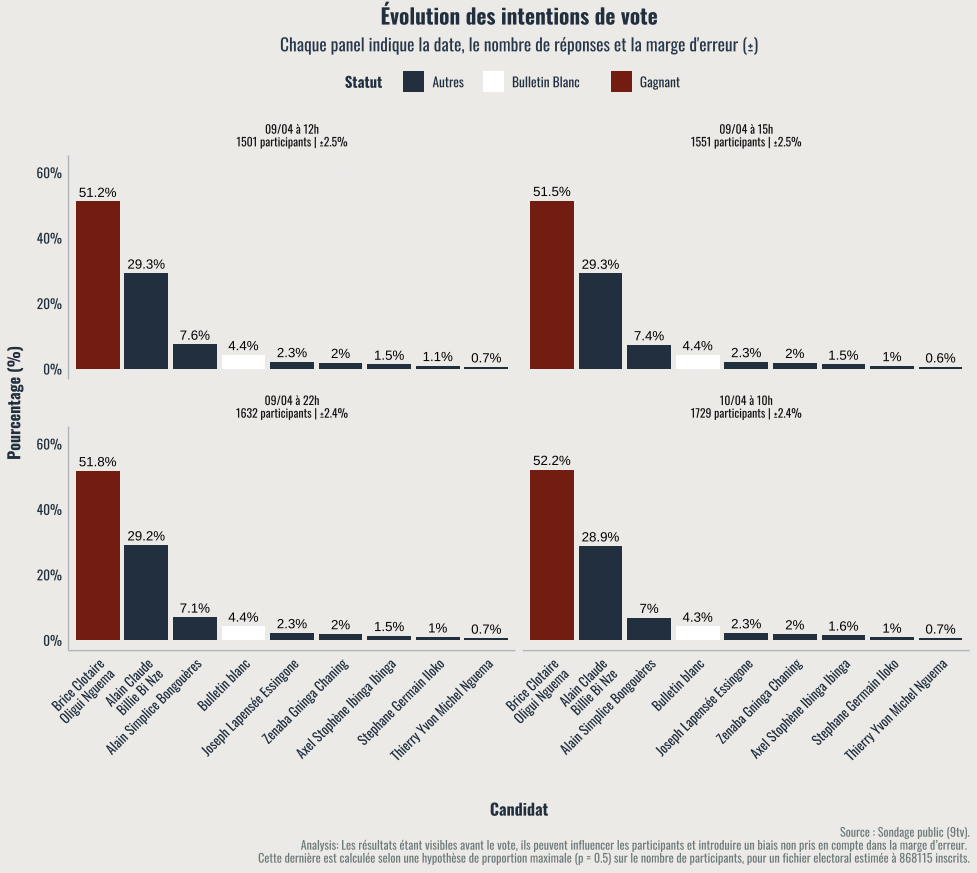 Évolution des intentions de vote
Chaque panel indique la date, le nombre de réponses et la marge d'erreur (±)
Statut Autres Bulletin Blanc Gagnant
09/04 à 12h
1501 participants | ±2.5%
60%
40%
20%
0%
51.2%
29.3%
7.6%
4.4%
2.3%
2%
1.5%
1.1%
0.7%
09/04 à 15h
1551 participants | ±2.5%
51.5%
29.3%
7.4%
4.4%
2.3%
2%
1.5%
1%
0.6%
Pourcentage (%)
09/04 à 22h
1632 participants | ±2.4%
60%
40%
20%
0%
51.8%
29.2%
7.1%
4.4%
2.3%
2%
1.5%
1%
0.7%
10/04 à 10h
1729 participants | ±2.4%
52.2%
28.9%
7%
4.3%
2.3%
2%
1.6%
1%
0.7%
Brice Clotaire
Oligui Nguema
Alain Claude
Billie Bi Nze
Alain Simplice Bongouères
Bulletin blanc
Joseph Lapensée Essingone
Zenaba Gninga Chaning
Axel Stophène Ibinga Ibinga
Stephane Germain Iloko
Thierry Yvon Michel Nguema
Brice Clotaire
Oligui Nguema
Alain Claude
Billie Bi Nze
Alain Simplice Bongouères
Bulletin blanc
Joseph Lapensée Essingone
Zenaba Gninga Chaning
Axel Stophène Ibinga Ibinga
Stephane Germain Iloko
Thierry Yvon Michel Nguema
Candidat
Source : Sondage public (9tv).
Analysis: Les résultats étant visibles avant le vote, ils peuvent influencer les participants et introduire un biais non pris en compte dans la marge d'erreur.
Cette dernière est calculée selon une hypothèse de proportion maximale (p = 0.5) sur le nombre de participants, pour un fichier electoral estimée à 868115 inscrits.